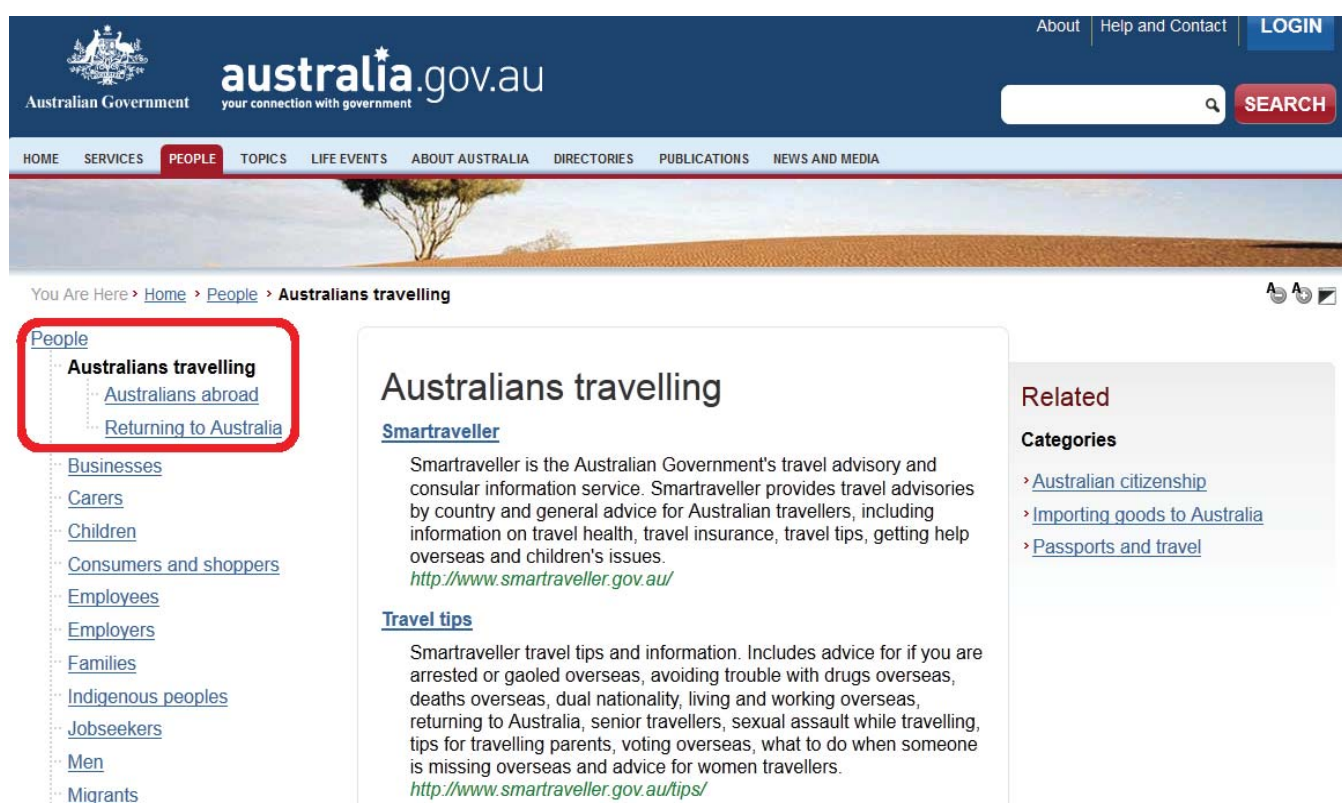 About Help and Contact LOGIN
Australian Government
australia.gov.au
your connection with government
SEARCH
HOME SERVICES PEOPLE TOPICS LIFE EVENTS ABOUT AUSTRALIA DIRECTORIES PUBLICATIONS NEWS AND MEDIA
You Are Here › Home › People › Australians travelling
A A
People
Australians travelling
Australians abroad
Returning to Australia
Businesses
Carers
Children
Consumers and shoppers
Employees
Employers
Families
Indigenous peoples
Jobseekers
Men
Migrants
Australians travelling
Smartraveller
Smartraveller is the Australian Government's travel advisory and
consular information service. Smartraveller provides travel advisories
by country and general advice for Australian travellers, including
information on travel health, travel insurance, travel tips, getting help
overseas and children's issues.
http://www.smartraveller.gov.au/
Travel tips
Smartraveller travel tips and information. Includes advice for if you are
arrested or gaoled overseas, avoiding trouble with drugs overseas,
deaths overseas, dual nationality, living and working overseas,
returning to Australia, senior travellers, sexual assault while travelling,
tips for travelling parents, voting overseas, what to do when someone
is missing overseas and advice for women travellers.
http://www.smartraveller.gov.au/tips/
Related
Categories
› Australian citizenship
› Importing goods to Australia
› Passports and travel